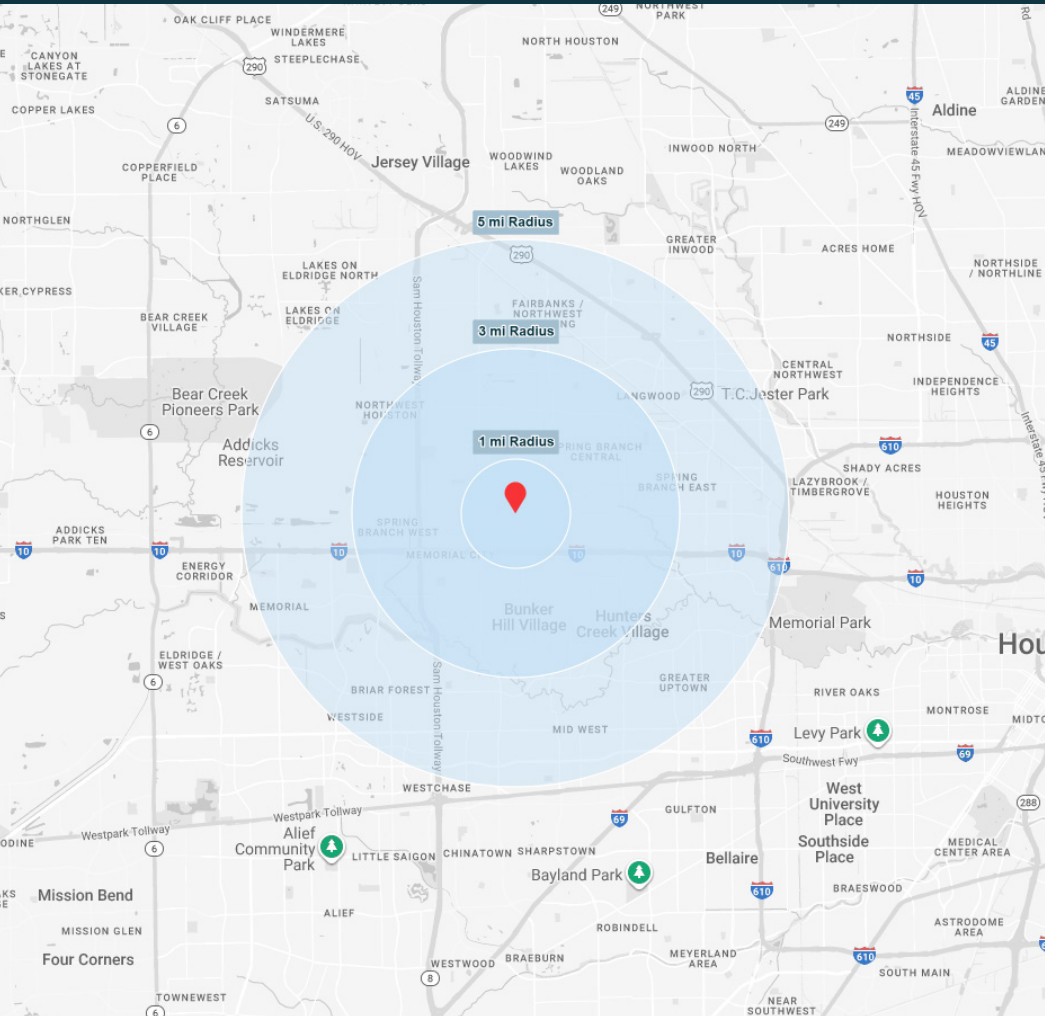 249
NORTHWEST
PARK
OAK CLIFF PLACE
WINDERMERE
LAKES
STEEPLECHASE
NORTH HOUSTON
Rd
CANYON
LAKES AT
STONEGATE
290
COPPER LAKES
SATSUMA
45
Aldine
ALDINE
GARDEN
6
249
U.S. 290 HOV
Interstate 45 Fwy HOV
INWOOD NORTH
MEADOWVIEWLAN
Jersey Village
WOODWIND
LAKES
WOODLAND
OAKS
COPPERFIELD
PLACE
NORTHGLEN
5 mi Radius
290
GREATER
INWOOD
ACRES HOME
NORTHSIDE
/ NORTHLINE
LAKES ON
ELDRIDGE NORTH
KER CYPRESS
Sam Houston Tollwa
BEAR CREEK
VILLAGE
LAKES ON
ELDRIDGE
FAIRBANKS /
NORTHWEST
NG
3 mi Radius
NORTHSIDE
45
CENTRAL
NORTHWEST
INDEPENDENCE
HEIGHTS
Bear Creek
Pioneers Park
NORTHWEST
HOUSTON
LANGWOOD
290
T.C.Jester Park
6
Addicks
Reservoir
1 mi Radius
PRING BRANCH
CENTRAL
610
Interstate 45 Fw
SHADY ACRES
SPRING
BRANCH EAST
LAZYBROOK /
TIMBERGROVE
HOUSTON
HEIGHTS
ADDICKS
PARK TEN
SPRING
BRANCH WEST
10
10
10
MEMORIAL C
10
10
610
10
ENERGY
CORRIDOR
MEMORIAL
Bunker
Hill Village
Hunters
Creek Village
Memorial Park
Hou
ELDRIDGE /
WEST OAKS
6
Sam Houston Tollway
BRIAR FOREST
GREATER
UPTOWN
RIVER OAKS
WESTSIDE
MID WEST
MONTROSE
MIDTO
610
Levy Park
69
Southwest Fwy
WESTCHASE
West
University
Place
288
Westpark Tollway
69
GULFTON
Westpark Tollway
ODINE
6
Alief
Community
Park
LITTLE SAIGON
CHINATOWN
SHARPSTOWN
Bellaire
Southside
Place
MEDICAL
CENTER AREA
Bayland Park
610
BRAESWOOD
Mission Bend
ALIEF
MISSION GLEN
ROBINDELL
ASTRODOME
AREA
Four Corners
WESTWOOD
BRAEBURN
MEYERLAND
AREA
610
SOUTH MAIN
8
TOWNEWEST
6
NEAR
SOUTHWEST